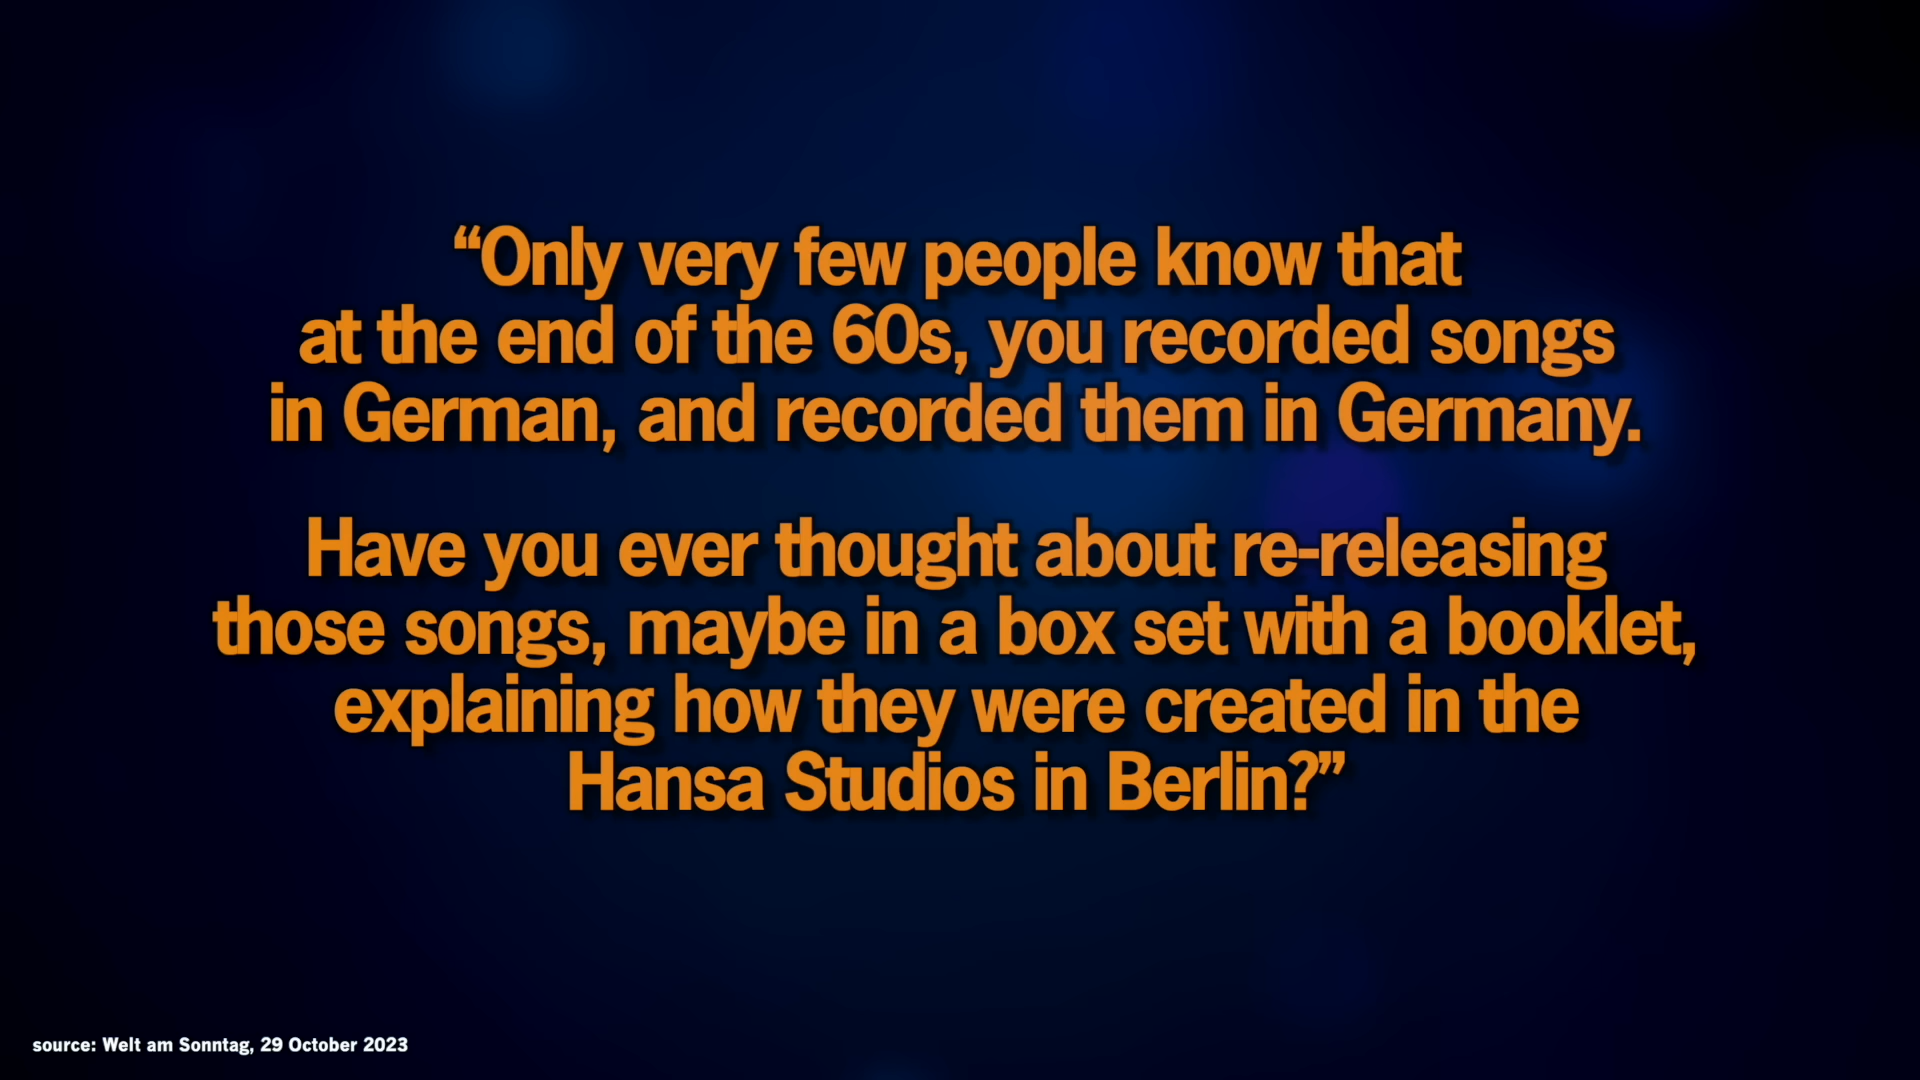 “Only very few people know that
at the end of the 60s, you recorded songs
in German, and recorded them in Germany.
Have you ever thought about re-releasing
those songs, maybe in a box set with a booklet,
explaining how they were created in the
Hansa Studios in Berlin?”
source: Welt am Sonntag, 29 October 2023